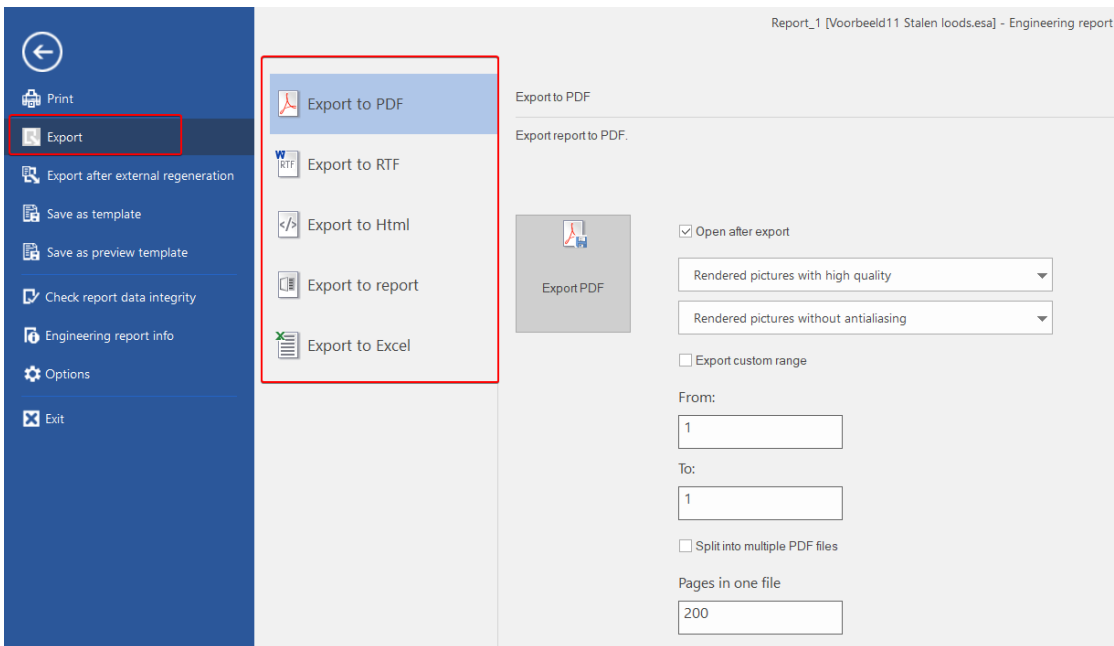 Report_1 [Voorbeeld11 Stalen loods.esa] - Engineering report
Print
Export
Export after external regeneration
Save as template
Save as preview template
Check report data integrity
Engineering report info
Options
Exit
Export to PDF
W
RTF
Export to RTF
Export to Html
Export to report
Export to Excel
Export to PDF
Export report to PDF.
Export PDF
Open after export
Rendered pictures with high quality
Rendered pictures without antialiasing
Export custom range
From:
1
To:
1
Split into multiple PDF files
Pages in one file
200